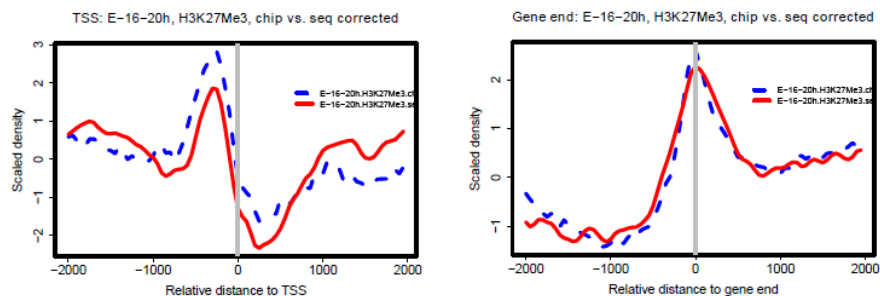 TSS: E-16-20h, H3K27Me3, chip vs. seq corrected
3
2
1
0
-1
-2
Scaled density
E-16-20h.H3K27Me3.ch
E-16-20h.H3K27Me3.se
-2000 -1000 0 1000 2000
Relative distance to TSS
Gene end: E-16-20h, H3K27Me3, chip vs. seq corrected
2
1
0
-1
Scaled density
E-16-20h.H3K27Me3.ch
E-16-20h.H3K27Me3.se
-2000 -1000 0 1000 2000
Relative distance to gene end